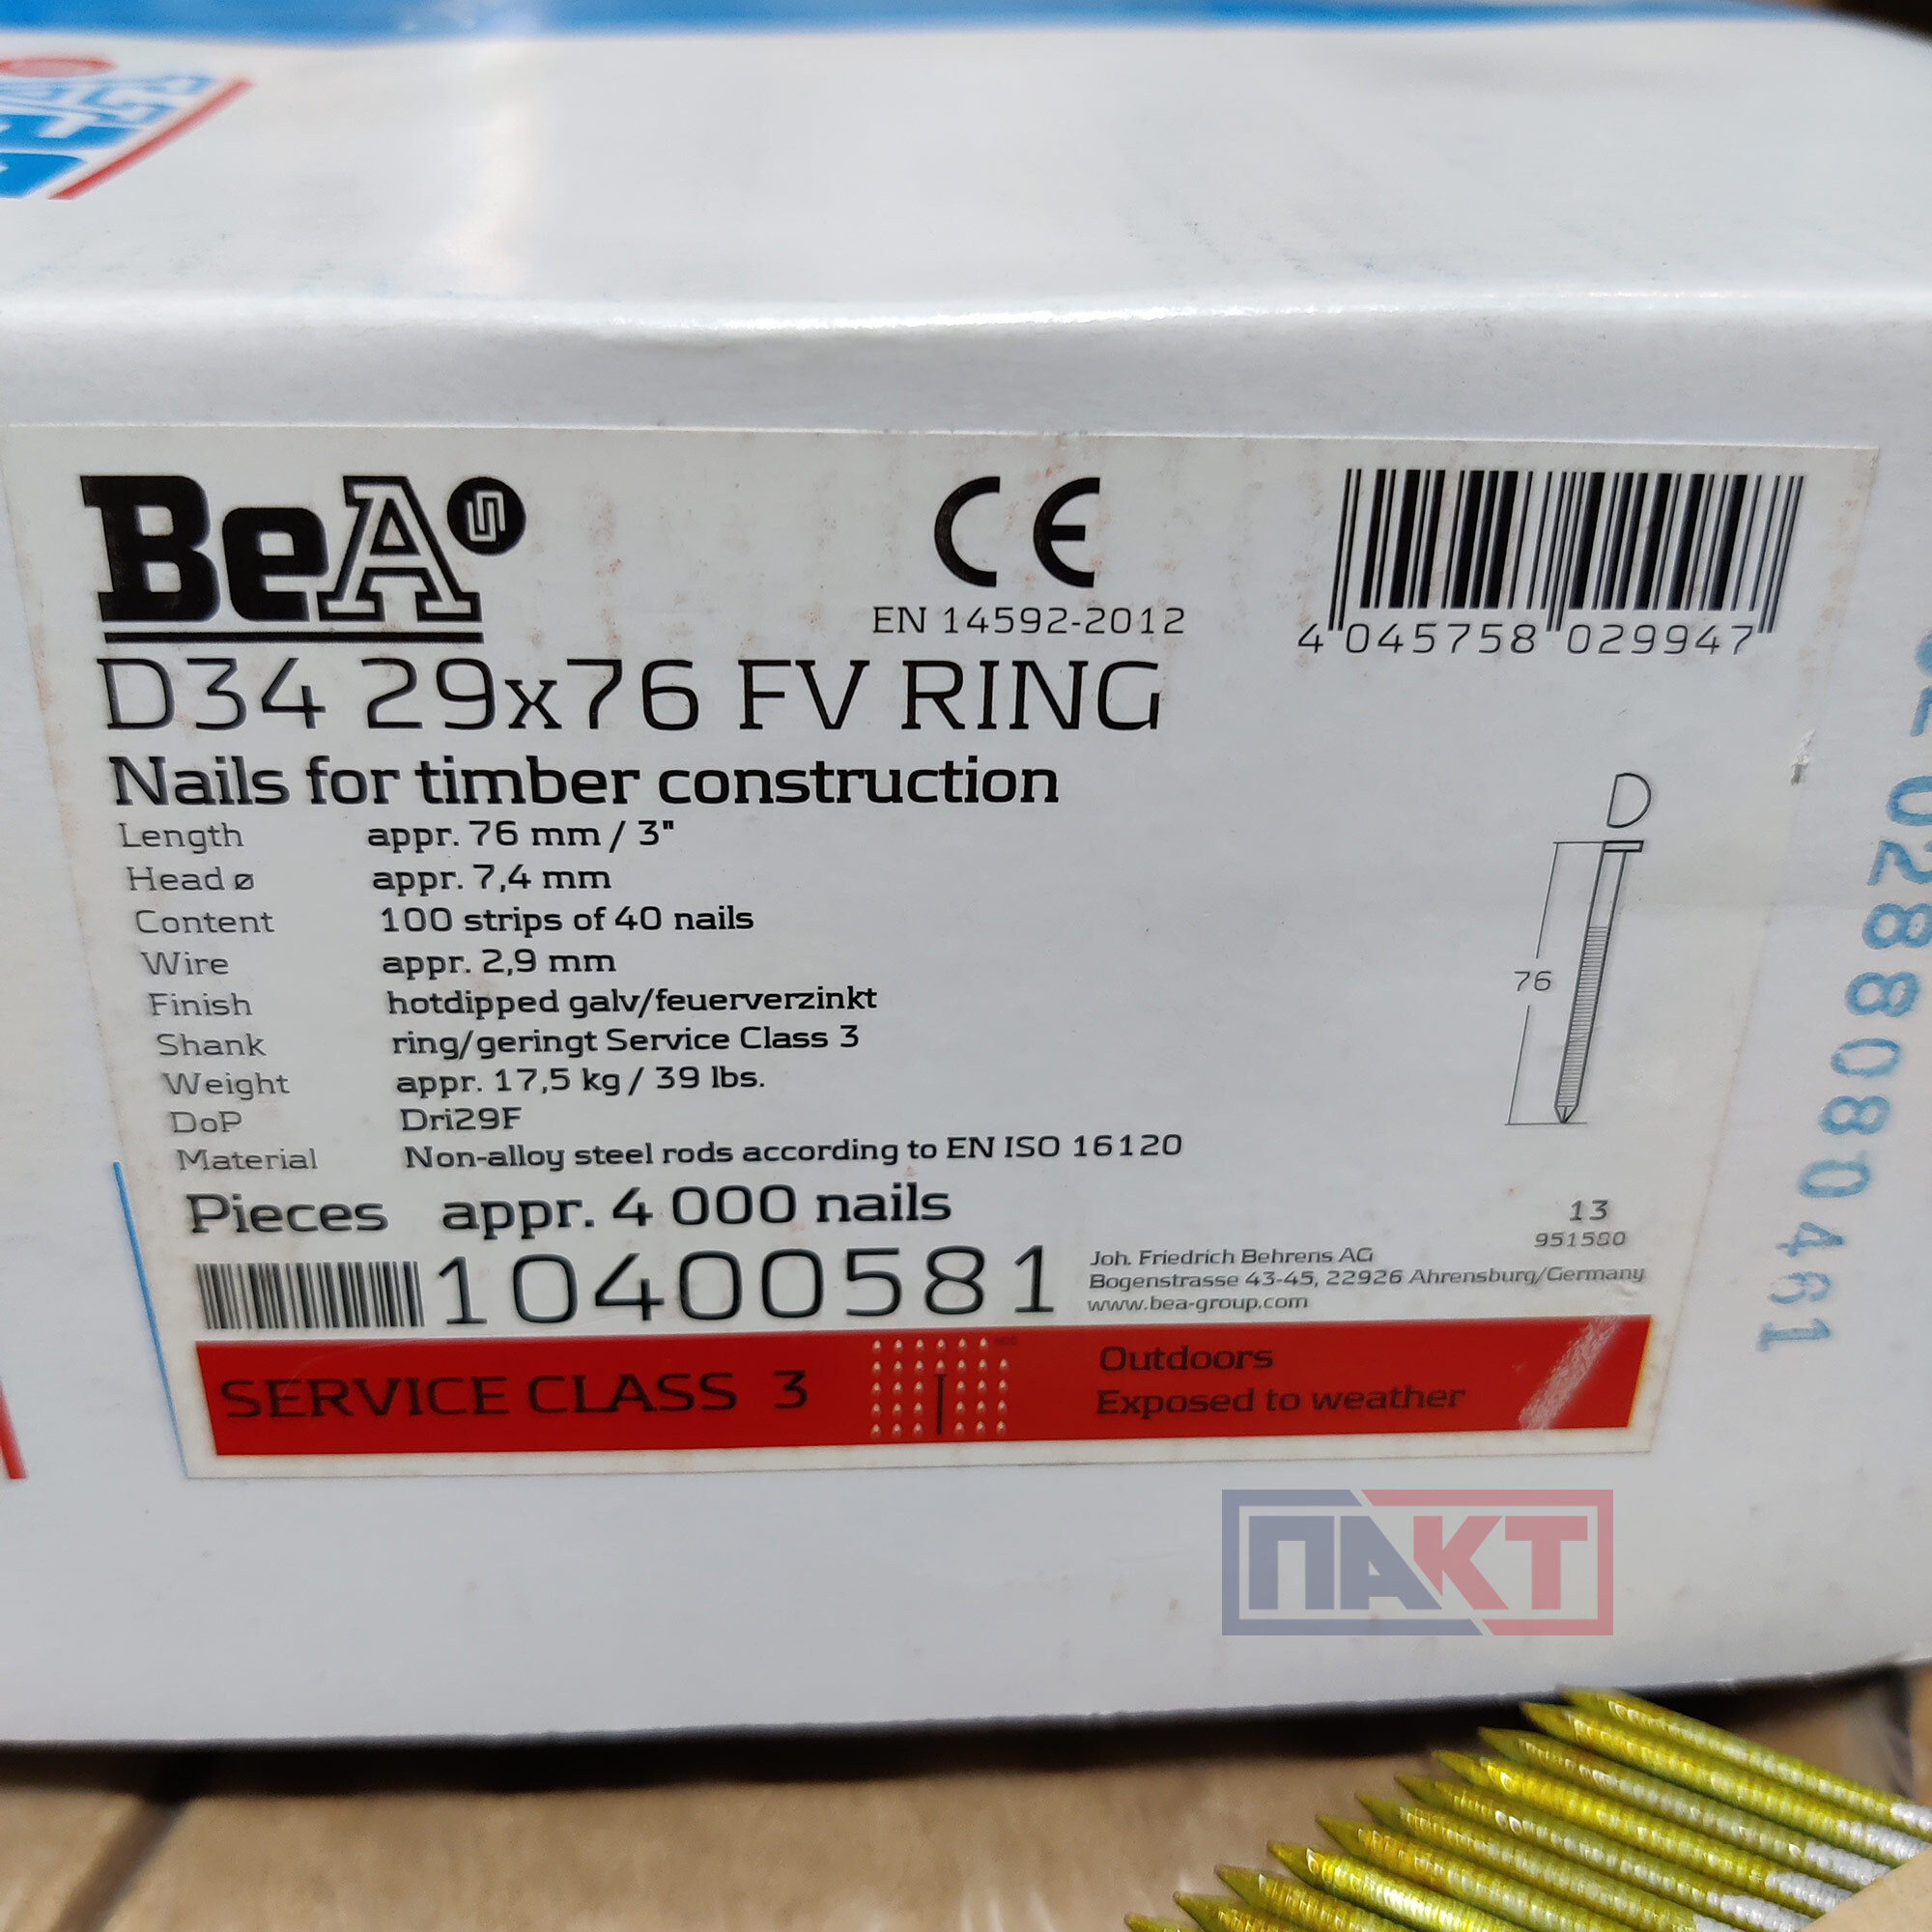 BeA
CE
EN 14592-2012
4 045758 029947
D34 29x76 FV RING
Nails for timber construction
Length appr. 76 mm / 3"
Head ø appr. 7,4 mm
Content 100 strips of 40 nails
Wire appr. 2,9 mm
Finish hotdipped galv/feuerverzinkt
Shank ring/geringt Service Class 3
Weight appr. 17,5 kg / 39 lbs.
DoP Dri29F
Material Non-alloy steel rods according to EN ISO 16120
76
Pieces appr. 4 000 nails
13
10400581
Joh. Friedrich Behrens AG
Bogenstrasse 43-45, 22926 Ahrensburg/Germany
www.bea-group.com
SERVICE CLASS 3
Outdoors
Exposed to weather
ПАКТ